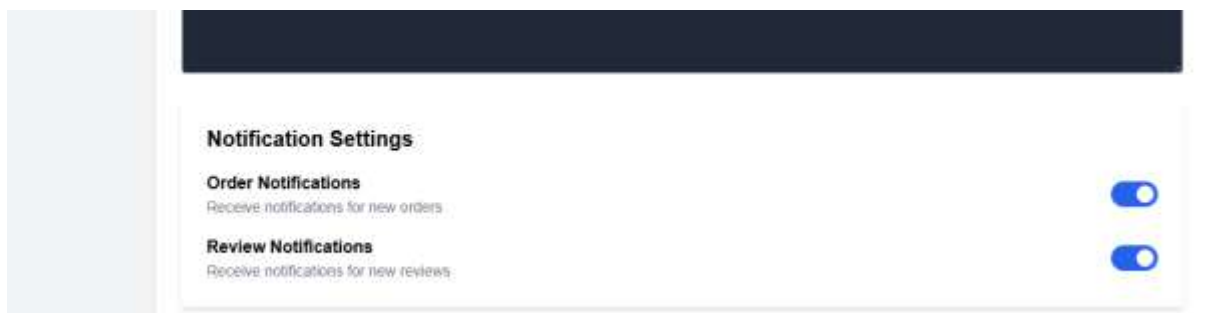 Notification Settings
Order Notifications
Receive notifications for new orders
Review Notifications
Receive notifications for new reviews